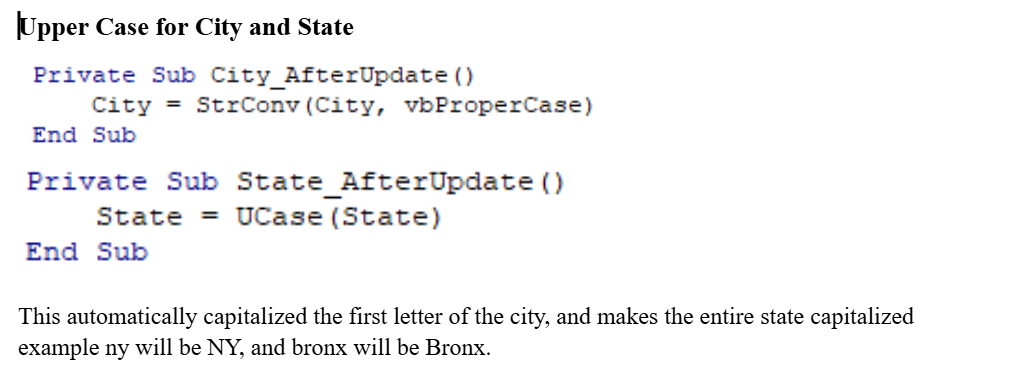 Upper Case for City and State
Private Sub City_AfterUpdate()
City = StrConv(City, vbProperCase)
End Sub
Private Sub State_AfterUpdate()
State = UCase(State)
End Sub
This automatically capitalized the first letter of the city, and makes the entire state capitalized
example ny will be NY, and bronx will be Bronx.